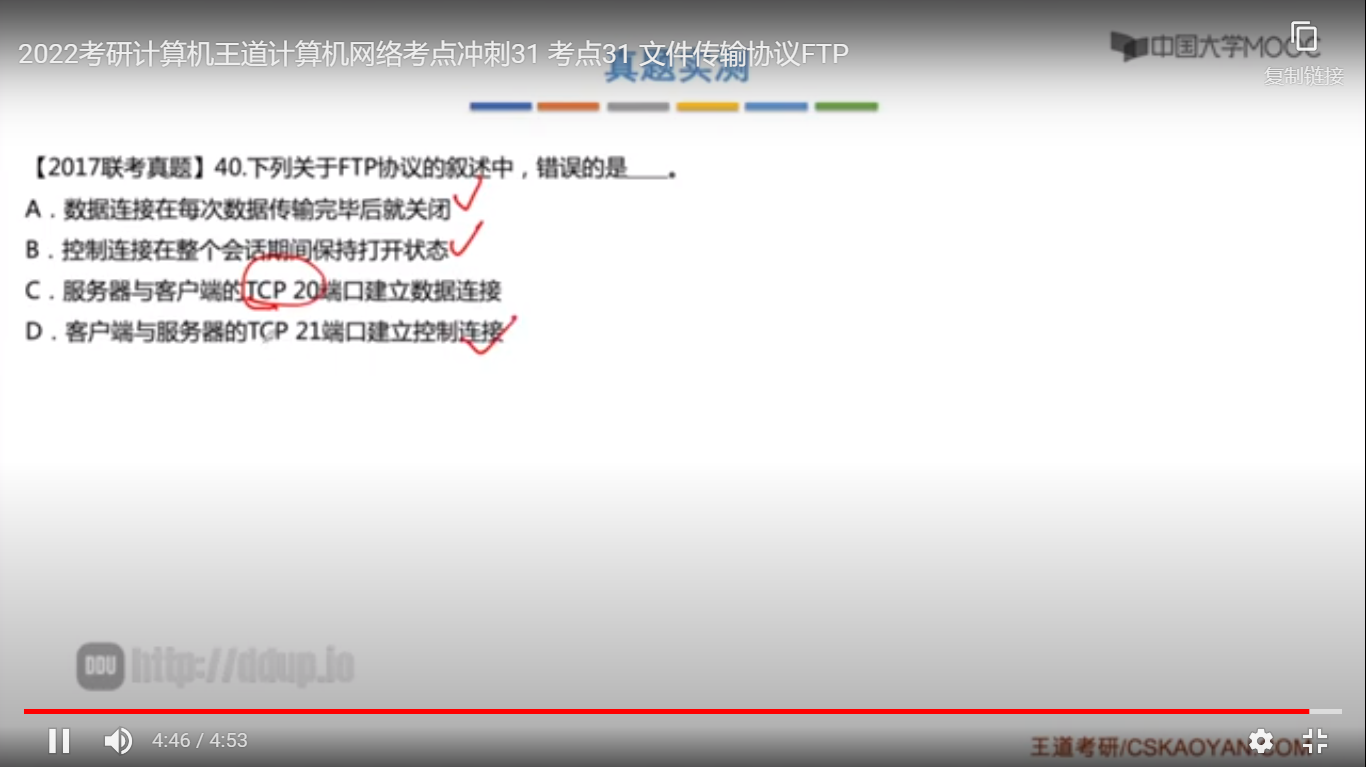 2022考研计算机王道计算机网络考点冲刺31 考点31 文件传输协议FTP
中国大学MOOC
复制链接
真题实测
【2017联考真题】40.下列关于FTP协议的叙述中，错误的是____。
A．数据连接在每次数据传输完毕后就关闭
B．控制连接在整个会话期间保持打开状态
C．服务器与客户端的TCP 20端口建立数据连接
D．客户端与服务器的TCP 21端口建立控制连接
DDU http://ddup.io
4:46 / 4:53
王道考研/CSKAOYAN.COM